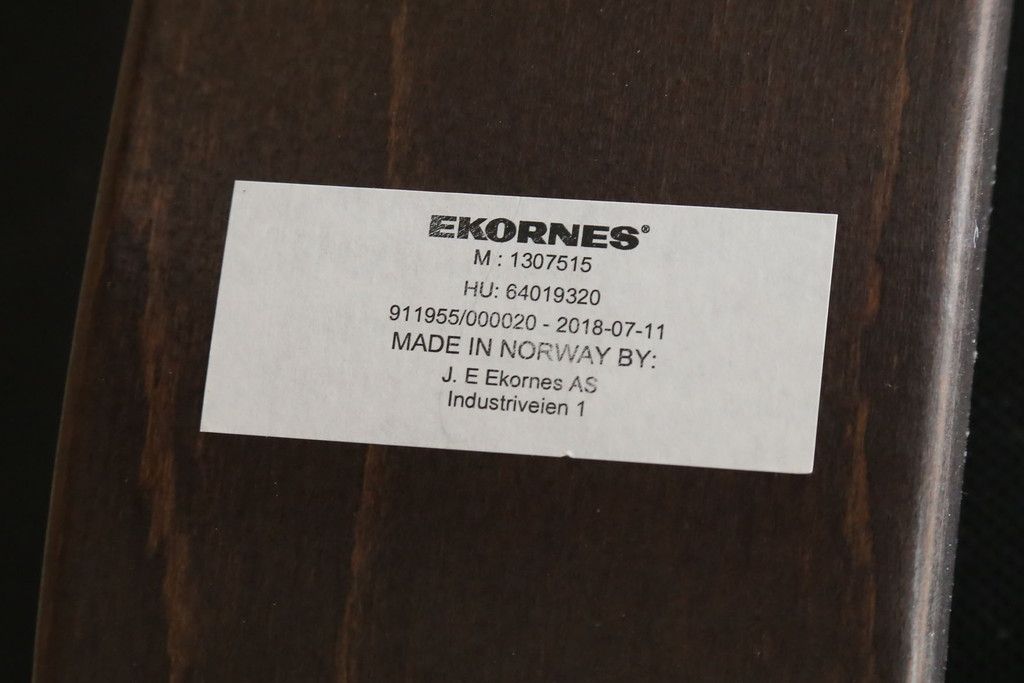 EKORNES®
M : 1307515
HU: 64019320
911955/000020 - 2018-07-11
MADE IN NORWAY BY:
J. E Ekornes AS
Industriveien 1